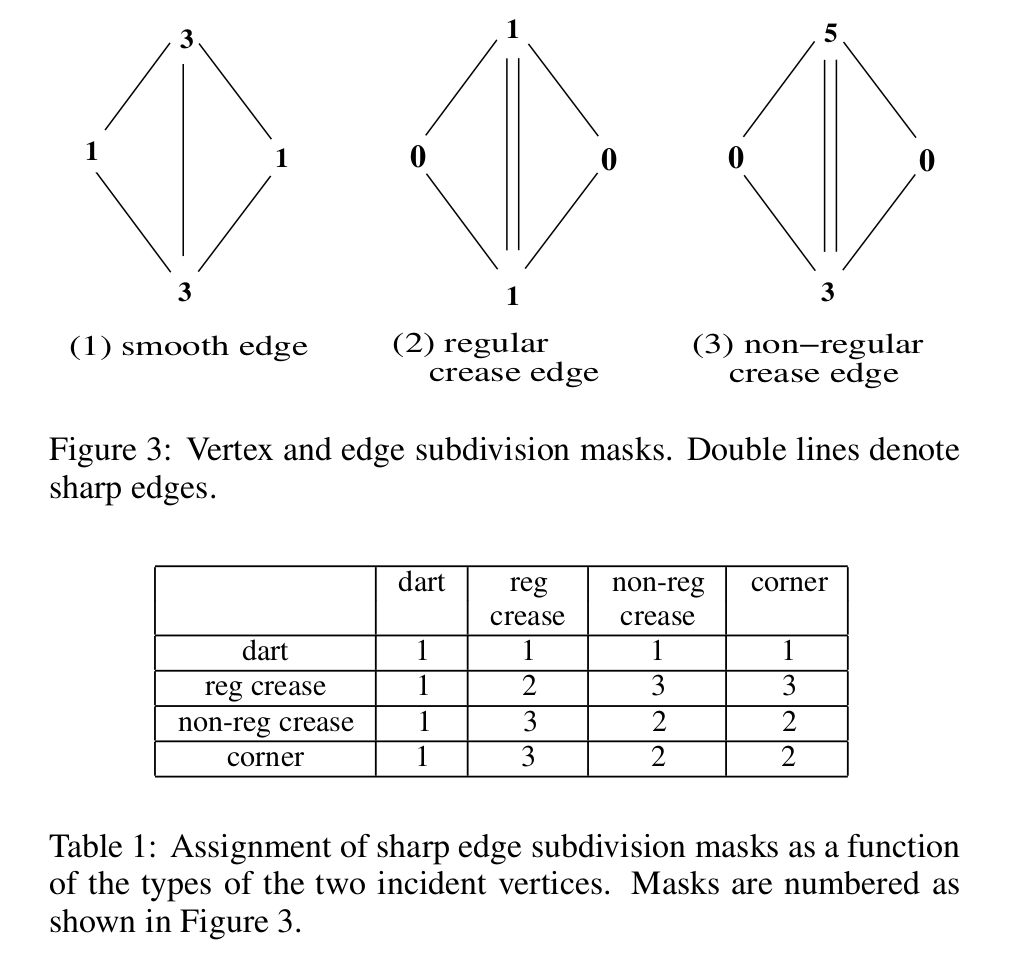 3 1 5
1 1 0 0 0 0
3 1 3
(1) smooth edge (2) regular crease edge (3) non−regular crease edge
Figure 3: Vertex and edge subdivision masks. Double lines denote
sharp edges.
dart reg crease non-reg crease corner
dart 1 1 1 1
reg crease 1 2 3 3
non-reg crease 1 3 2 2
corner 1 3 2 2
Table 1: Assignment of sharp edge subdivision masks as a function
of the types of the two incident vertices. Masks are numbered as
shown in Figure 3.